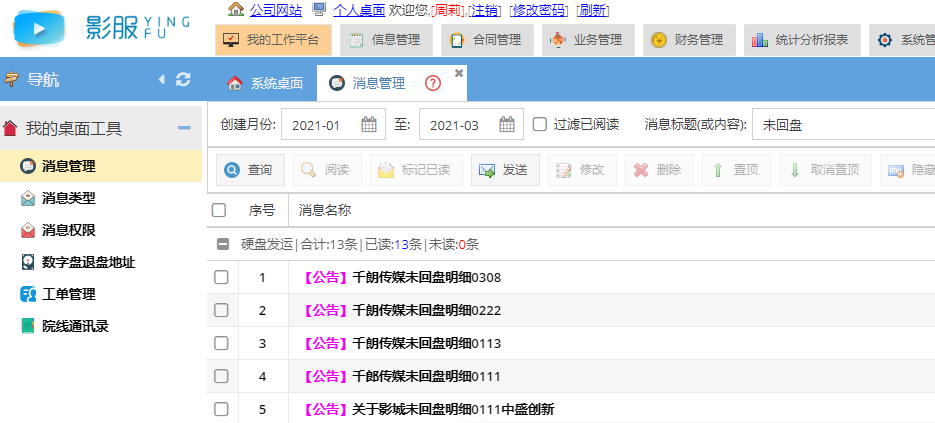 影服 YING FU
公司网站 个人桌面 欢迎您,[周莉],[注销] [修改密码] [刷新]
我的工作平台 信息管理 合同管理 业务管理 财务管理 统计分析报表 系统管
导航 系统桌面 消息管理
我的桌面工具
消息管理
消息类型
消息权限
数字盘退盘地址
工单管理
院线通讯录
创建月份: 2021-01 至: 2021-03 过滤已阅读 消息标题(或内容): 未回盘
查询 阅读 标记已读 发送 修改 删除 置顶 取消置顶 隐藏
序号 消息名称
硬盘发运|合计:13条|已读:13条|未读:0条
1 【公告】千朗传媒未回盘明细0308
2 【公告】千朗传媒未回盘明细0222
3 【公告】千朗传媒未回盘明细0113
4 【公告】千郎传媒未回盘明细0111
5 【公告】关于影城未回盘明细0111中盛创新